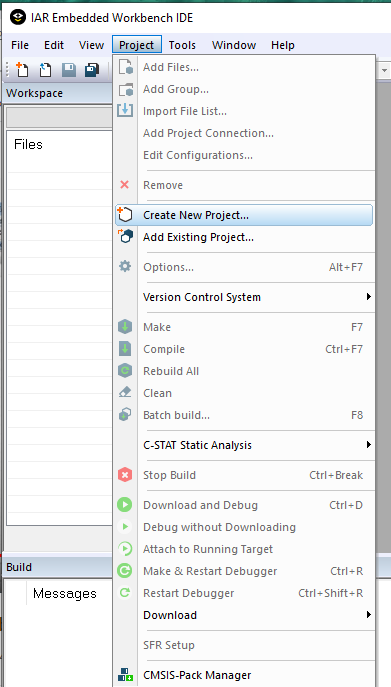 IAR Embedded Workbench IDE
File Edit View Project Tools Window Help
Workspace
Files
Add Files...
Add Group...
Import File List...
Add Project Connection...
Edit Configurations...
Remove
Create New Project...
Add Existing Project...
Options... Alt+F7
Version Control System
Make F7
Compile Ctrl+F7
Rebuild All
Clean
Batch build... F8
C-STAT Static Analysis
Stop Build Ctrl+Break
Download and Debug Ctrl+D
Debug without Downloading
Attach to Running Target
Make & Restart Debugger Ctrl+R
Restart Debugger Ctrl+Shift+R
Download
SFR Setup
CMSIS-Pack Manager
Build
Messages